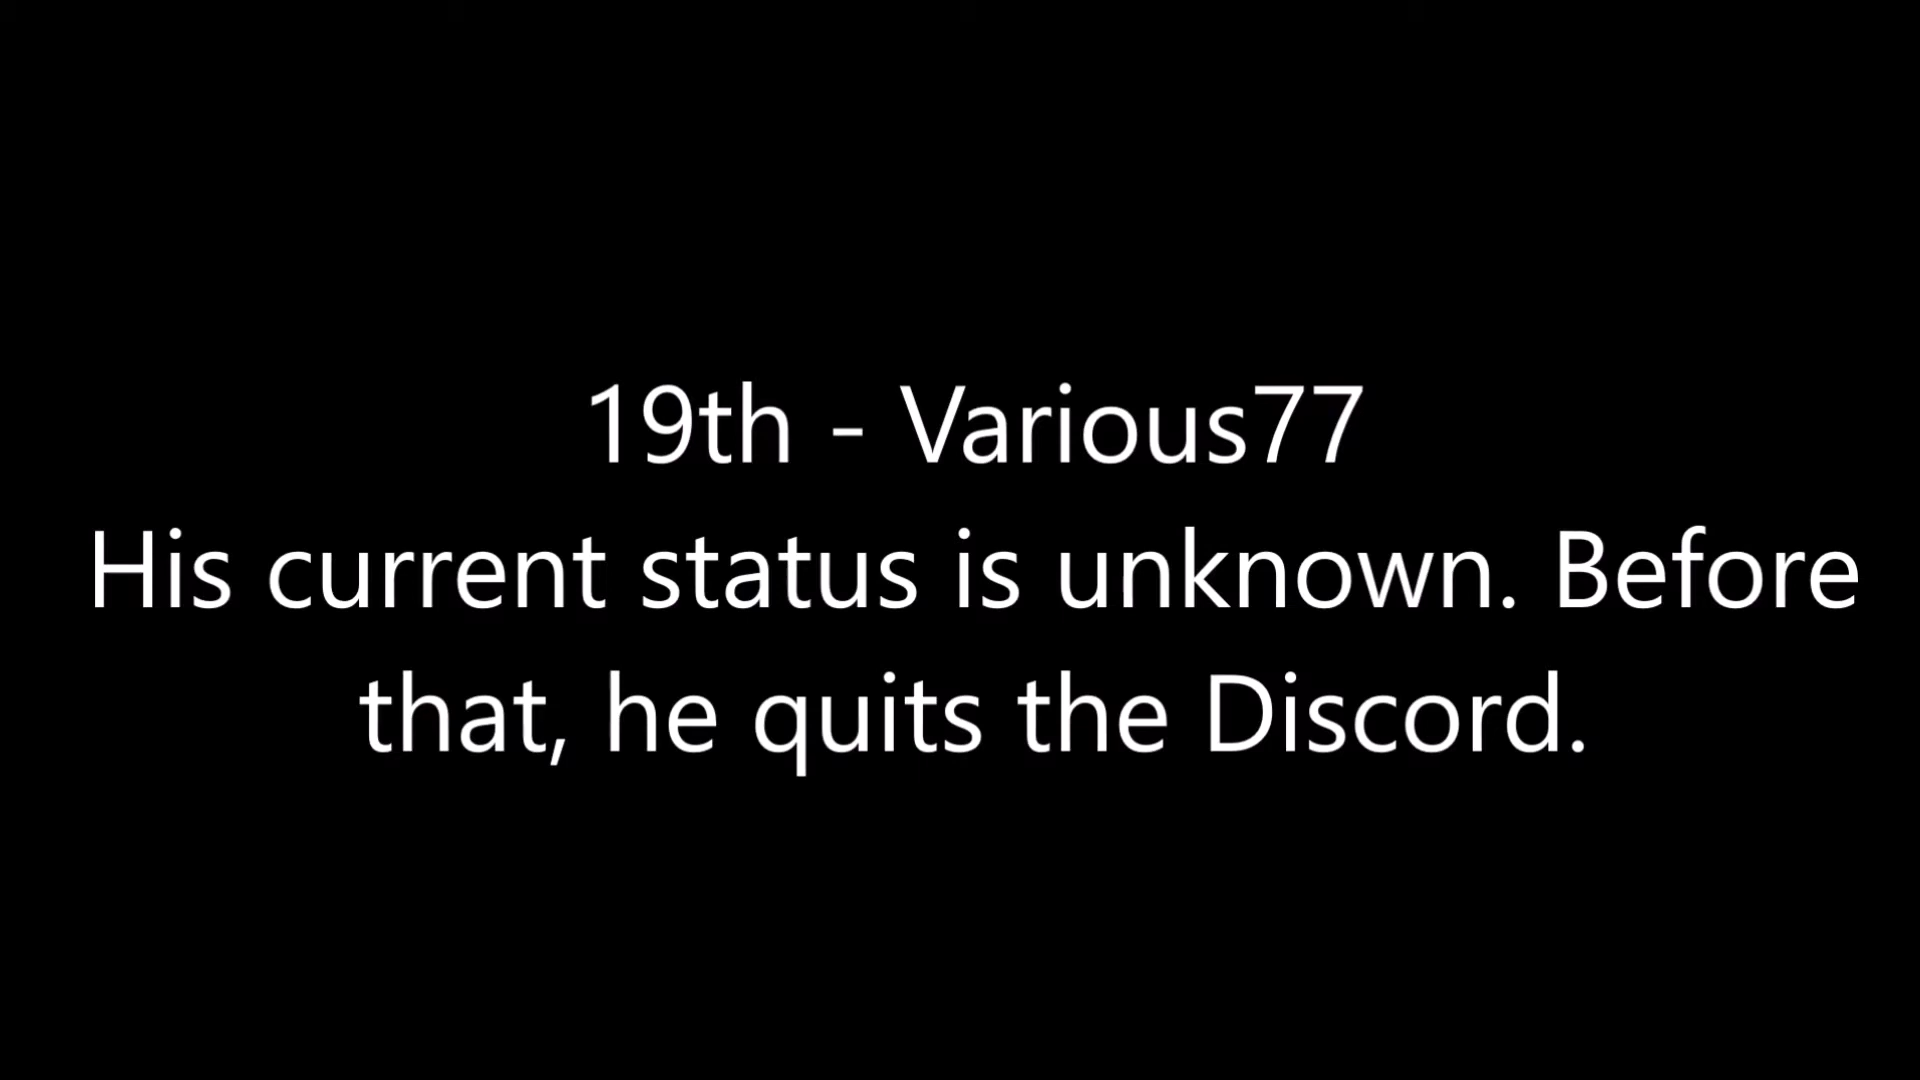 19th - Various77
His current status is unknown. Before
that, he quits the Discord.